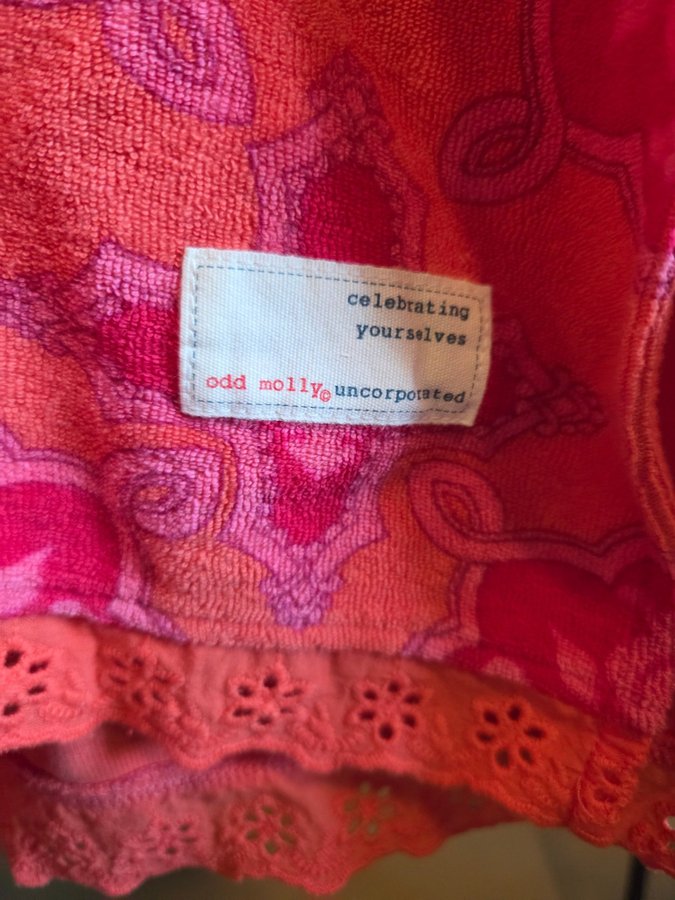 celebrating
yourselves
odd molly© uncorporated